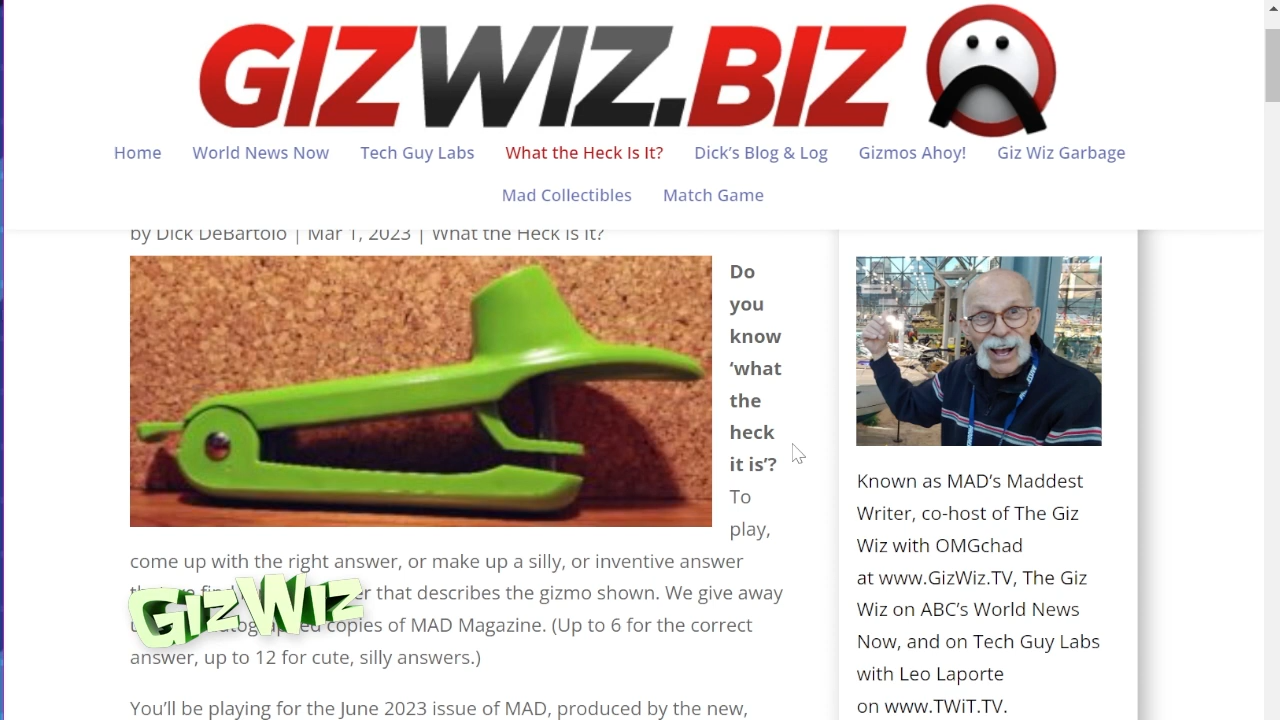 GIZWIZ.BIZ
Home World News Now Tech Guy Labs What the Heck Is It? Dick's Blog & Log Gizmos Ahoy! Giz Wiz Garbage
Mad Collectibles Match Game
by Dick DeBartolo | Mar 1, 2023 | What the Heck Is It?
Do
you
know
‘what
the
heck
it is’?
To
play,
come up with the right answer, or make up a silly, or inventive answer
that describes the gizmo shown. We give away
copies of MAD Magazine. (Up to 6 for the correct
answer, up to 12 for cute, silly answers.)
You’ll be playing for the June 2023 issue of MAD, produced by the new,
GIZWIZ
Known as MAD’s Maddest
Writer, co-host of The Giz
Wiz with OMGchad
at www.GizWiz.TV, The Giz
Wiz on ABC’s World News
Now, and on Tech Guy Labs
with Leo Laporte
on www.TWiT.TV.